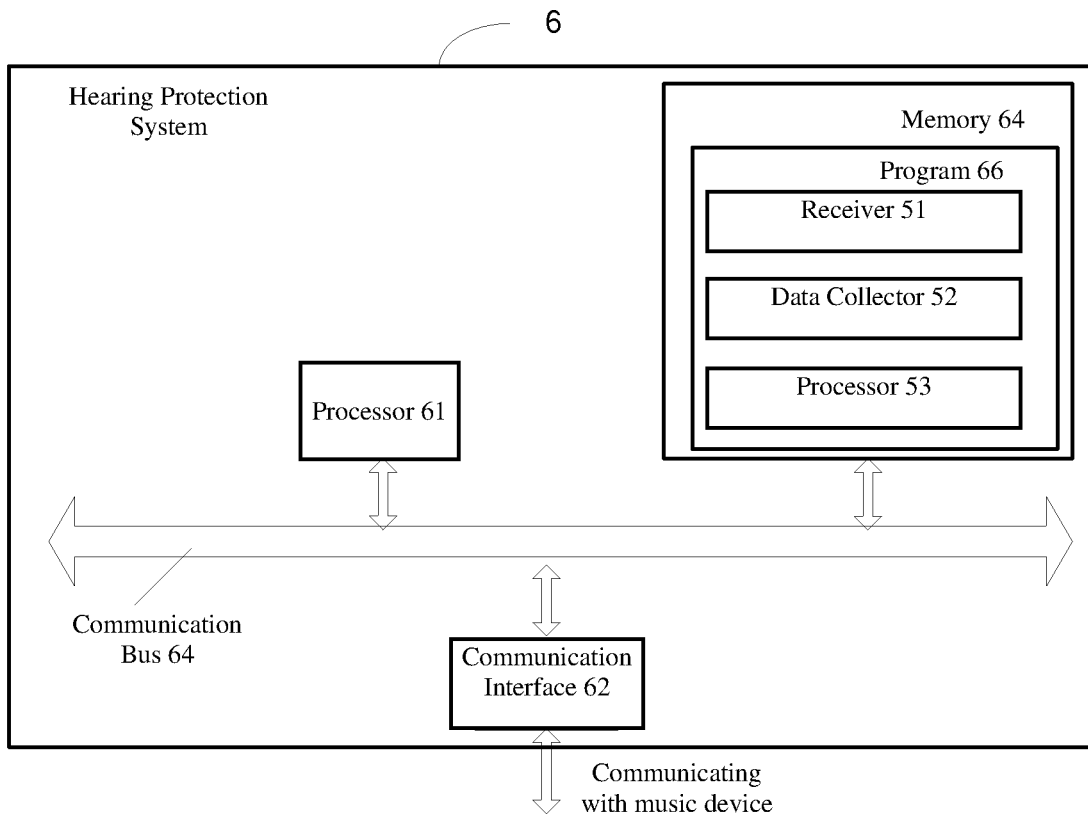 6
Hearing Protection
System
Memory 64
Program 66
Receiver 51
Data Collector 52
Processor 53
Processor 61
Communication
Bus 64
Communication
Interface 62
Communicating
with music device